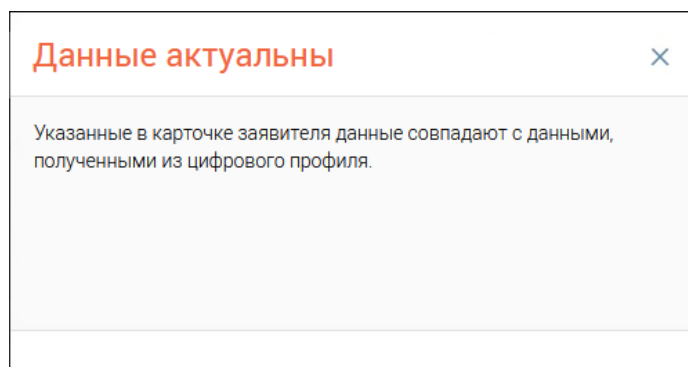 Данные актуальны
Указанные в карточке заявителя данные совпадают с данными,
полученными из цифрового профиля.